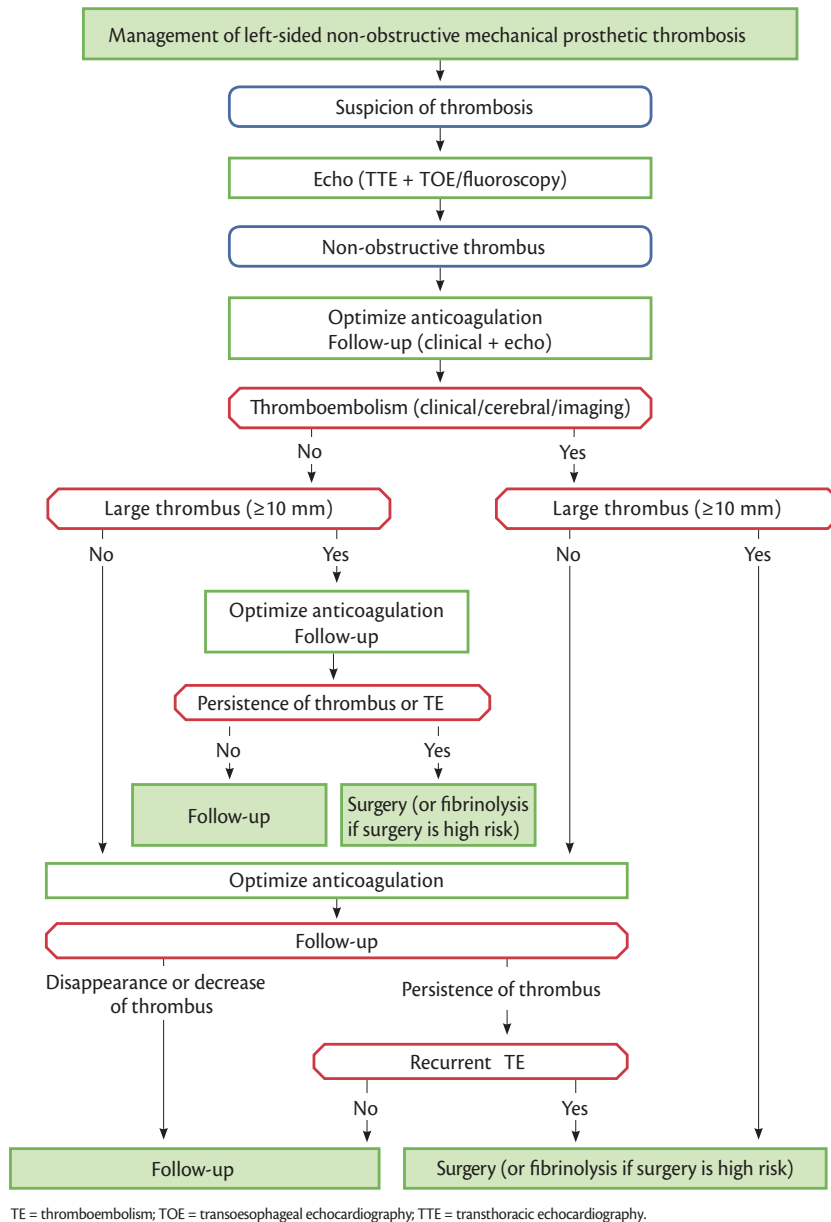 Management of left-sided non-obstructive mechanical prosthetic thrombosis
Suspicion of thrombosis
Echo (TTE + TOE/fluoroscopy)
Non-obstructive thrombus
Optimize anticoagulation
Follow-up (clinical + echo)
Thromboembolism (clinical/cerebral/imaging)
No
Yes
Large thrombus (≥10 mm)
Large thrombus (≥10 mm)
No
Yes
No
Yes
Optimize anticoagulation
Follow-up
Persistence of thrombus or TE
No
Yes
Follow-up
Surgery (or fibrinolysis
if surgery is high risk)
Optimize anticoagulation
Follow-up
Disappearance or decrease
of thrombus
Persistence of thrombus
Recurrent TE
No
Yes
Follow-up
Surgery (or fibrinolysis if surgery is high risk)
TE = thromboembolism; TOE = transoesophageal echocardiography; TTE = transthoracic echocardiography.